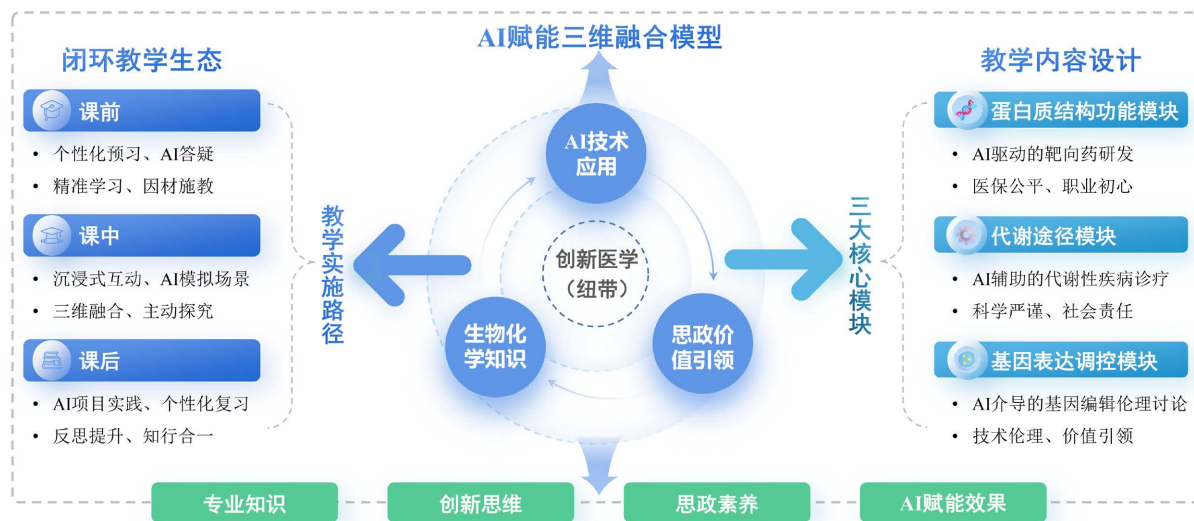 AI赋能三维融合模型
闭环教学生态
课前
个性化预习、AI答疑
精准学习、因材施教
课中
沉浸式互动、AI模拟场景
三维融合、主动探究
课后
AI项目实践、个性化复习
反思提升、知行合一
教学实施路径
AI技术
应用
创新医学
（纽带）
生物化
学知识
思政价
值引领
三大核心模块
教学内容设计
蛋白质结构功能模块
AI驱动的靶向药研发
医保公平、职业初心
代谢途径模块
AI辅助的代谢性疾病诊疗
科学严谨、社会责任
基因表达调控模块
AI介导的基因编辑伦理讨论
技术伦理、价值引领
专业知识
创新思维
思政素养
AI赋能效果